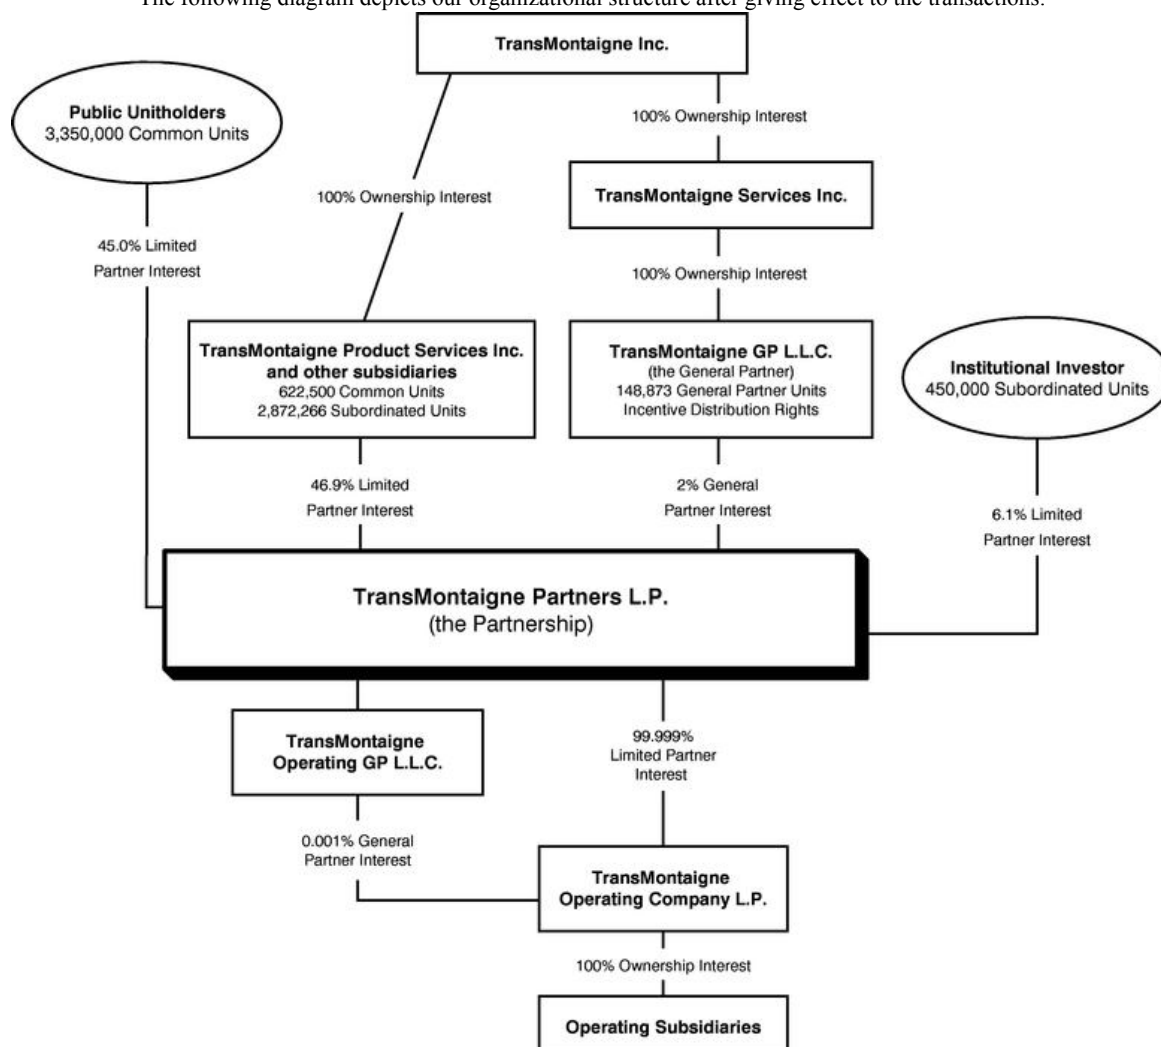 The following diagram depicts our organizational structure after giving effect to the transactions:
TransMontaigne Inc.
Public Unitholders
3,350,000 Common Units
100% Ownership Interest
TransMontaigne Services Inc.
100% Ownership Interest
45.0% Limited
Partner Interest
100% Ownership Interest
TransMontaigne Product Services Inc.
and other subsidiaries
622,500 Common Units
2,872,266 Subordinated Units
TransMontaigne GP L.L.C.
(the General Partner)
148,873 General Partner Units
Incentive Distribution Rights
Institutional Investor
450,000 Subordinated Units
46.9% Limited
Partner Interest
2% General
Partner Interest
6.1% Limited
Partner Interest
TransMontaigne Partners L.P.
(the Partnership)
TransMontaigne
Operating GP L.L.C.
99.999%
Limited Partner
Interest
0.001% General
Partner Interest
TransMontaigne
Operating Company L.P.
100% Ownership Interest
Operating Subsidiaries